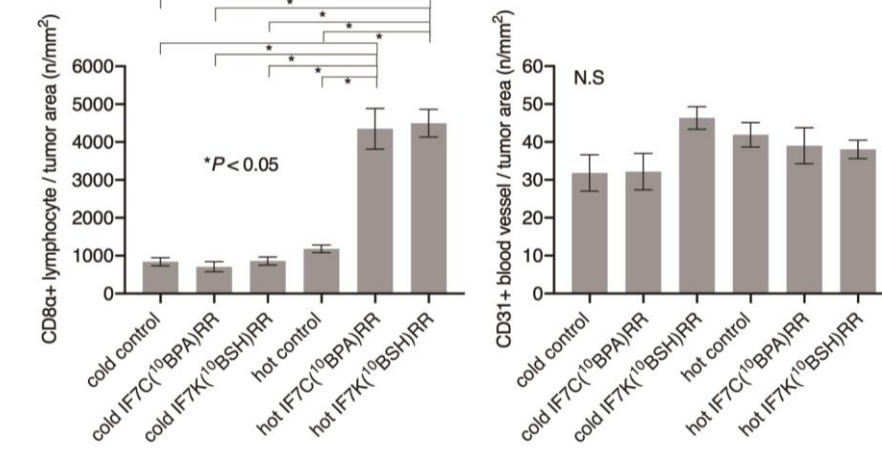 CD8α+ lymphocyte / tumor area (n/mm²)
* * * *
* * * *
6000
5000
4000
3000
2000
1000
0
*P < 0.05
cold control
cold IF7C(¹⁰BPA)RR
cold IF7K(¹⁰BSH)RR
hot control
hot IF7C(¹⁰BPA)RR
hot IF7K(¹⁰BSH)RR
CD31+ blood vessel / tumor area (n/mm²)
60
50
40
30
20
10
0
N.S
cold control
cold IF7C(¹⁰BPA)RR
cold IF7K(¹⁰BSH)RR
hot control
hot IF7C(¹⁰BPA)RR
hot IF7K(¹⁰BSH)RR